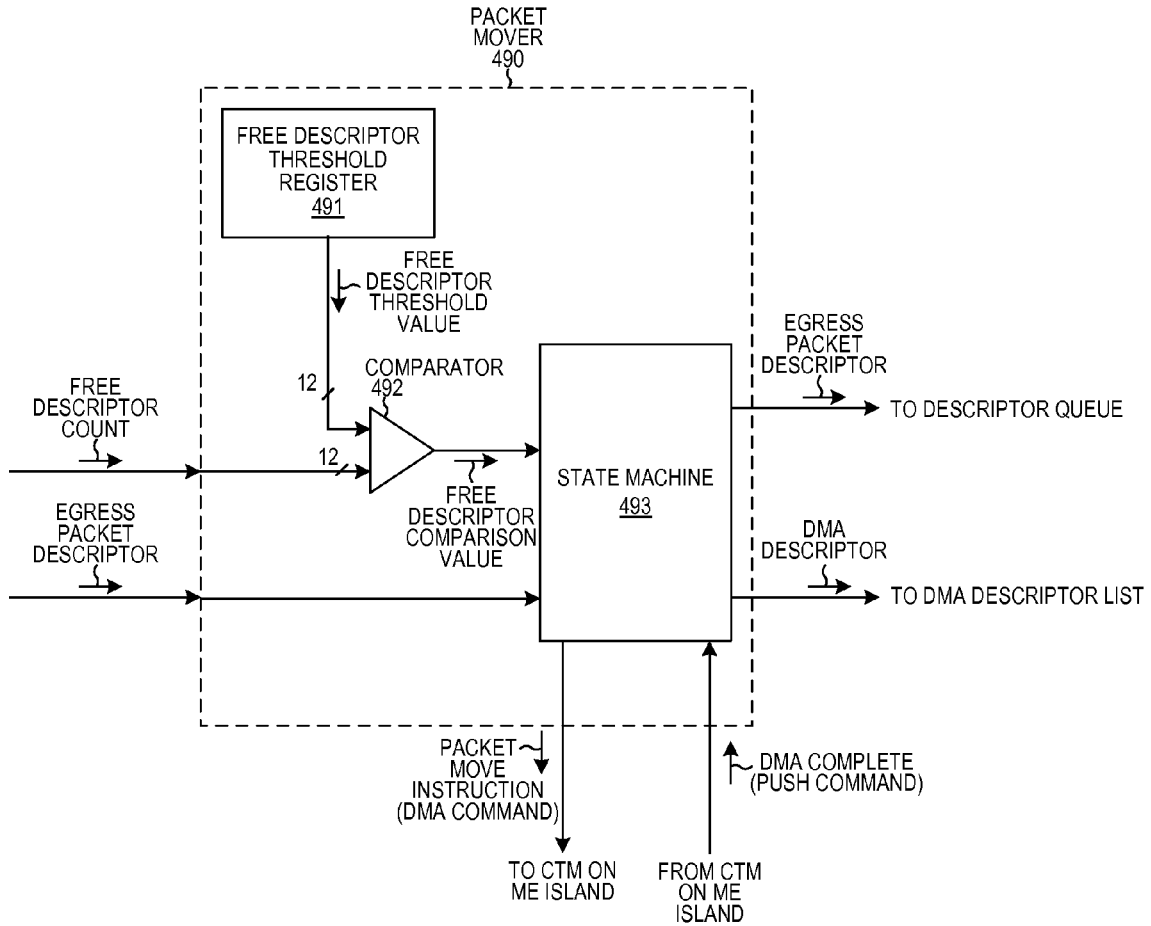 PACKET
MOVER
490
FREE DESCRIPTOR
THRESHOLD
REGISTER
491
FREE
DESCRIPTOR
THRESHOLD
VALUE
COMPARATOR
492
12
12
FREE
DESCRIPTOR
COUNT
EGRESS
PACKET
DESCRIPTOR
FREE
DESCRIPTOR
COMPARISON
VALUE
STATE MACHINE
493
EGRESS
PACKET
DESCRIPTOR
TO DESCRIPTOR QUEUE
DMA
DESCRIPTOR
TO DMA DESCRIPTOR LIST
PACKET
MOVE
INSTRUCTION
(DMA COMMAND)
DMA COMPLETE
(PUSH COMMAND)
TO CTM ON
ME ISLAND
FROM CTM
ON ME
ISLAND